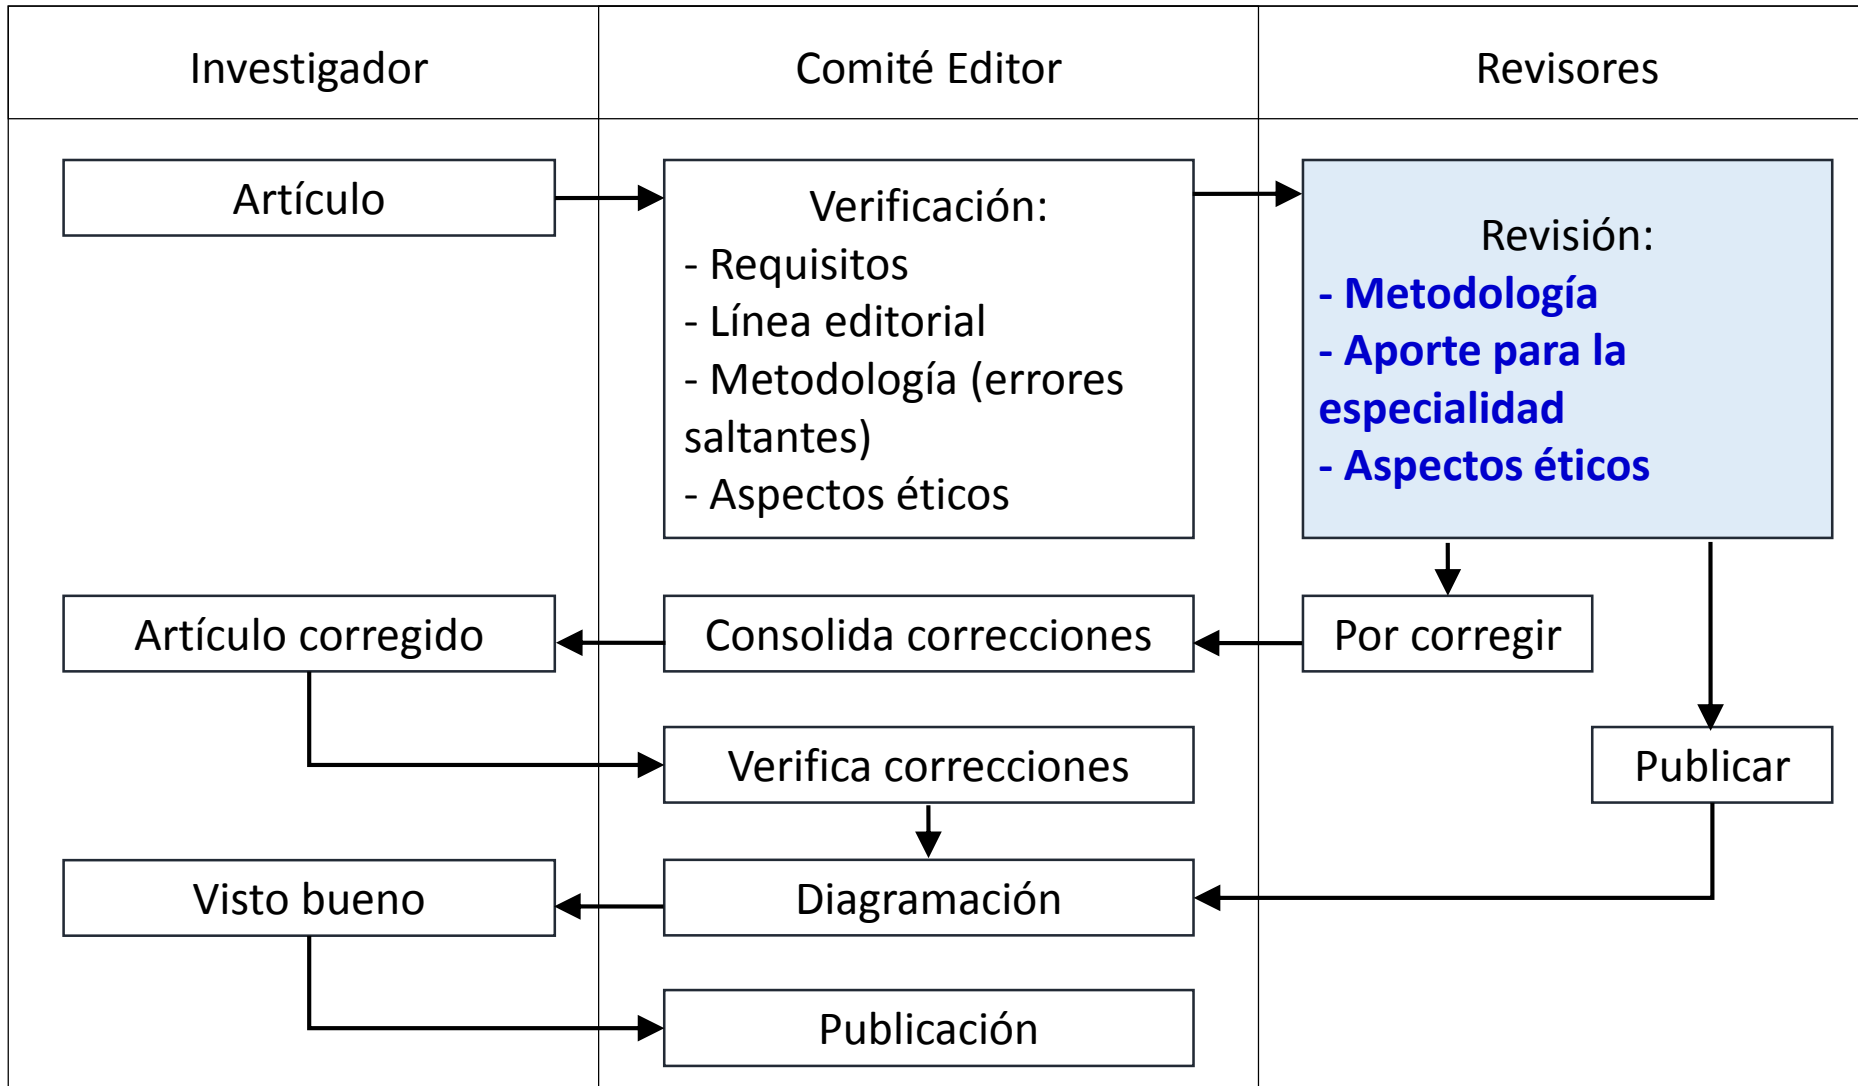 Investigador
Comité Editor
Revisores
Artículo
Verificación:
- Requisitos
- Línea editorial
- Metodología (errores
saltantes)
- Aspectos éticos
Revisión:
- Metodología
- Aporte para la
especialidad
- Aspectos éticos
Artículo corregido
Consolida correcciones
Por corregir
Verifica correcciones
Publicar
Visto bueno
Diagramación
Publicación